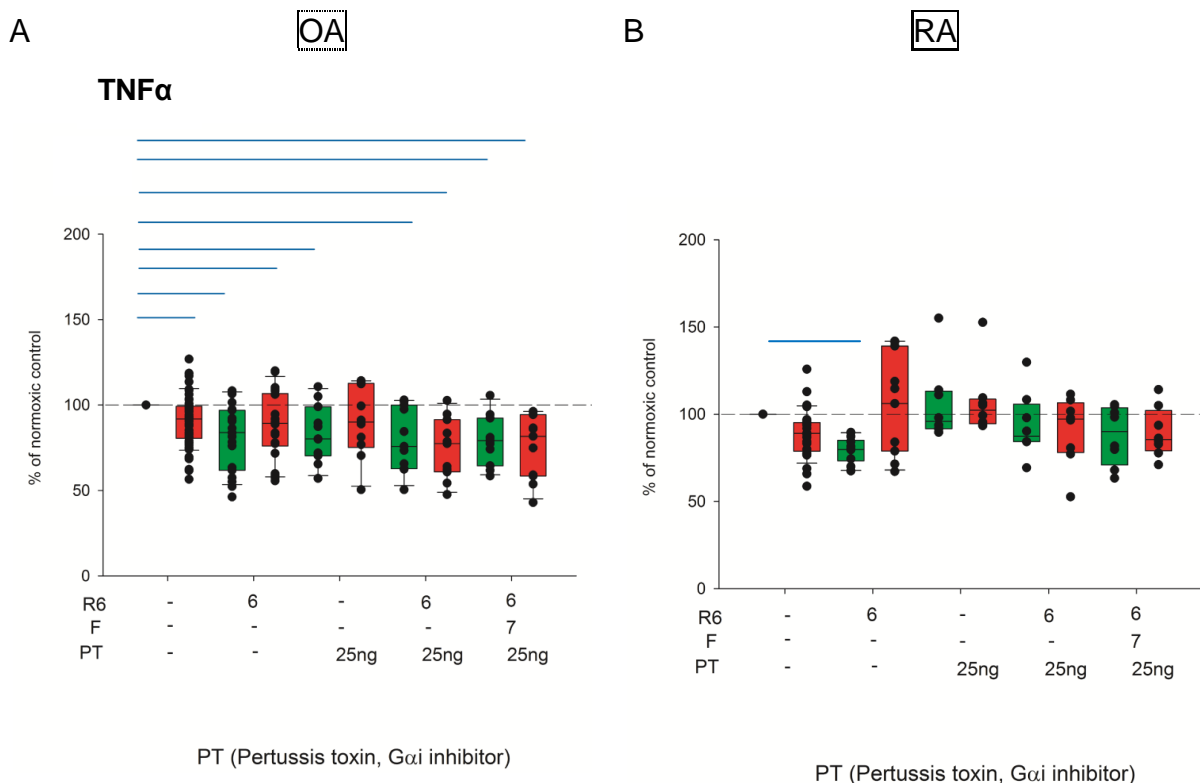 A
OA
TNFα
% of normoxic control
200
150
100
50
0
R6 - 6 - 6 6
F - - - - 7
PT - - 25ng 25ng 25ng
PT (Pertussis toxin, Gαi inhibitor)
B
RA
% of normoxic control
200
150
100
50
0
R6 - 6 - 6 6
F - - - - 7
PT - - 25ng 25ng 25ng
PT (Pertussis toxin, Gαi inhibitor)